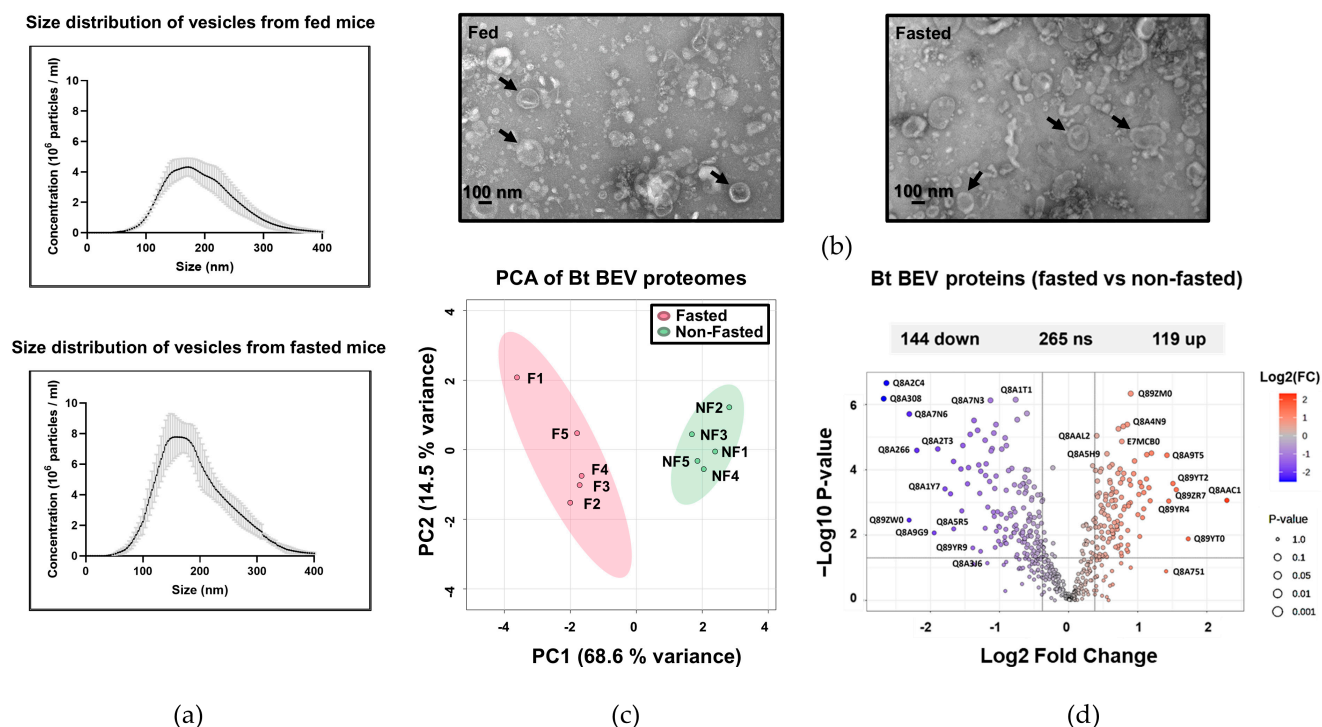 Size distribution of vesicles from fed mice
Concentration (10⁶ particles / ml)
10
8
6
4
2
0
0 100 200 300 400
Size (nm)
Size distribution of vesicles from fasted mice
Concentration (10⁶ particles / ml)
10
8
6
4
2
0
0 100 200 300 400
Size (nm)
(a)
Fed
100 nm
Fasted
100 nm
(b)
PCA of Bt BEV proteomes
Fasted
Non-Fasted
PC2 (14.5 % variance)
4
2
0
-2
-4
F1
F5
F4
F3
F2
NF2
NF3
NF1
NF5
NF4
-4 -2 0 2 4
PC1 (68.6 % variance)
(c)
Bt BEV proteins (fasted vs non-fasted)
144 down 265 ns 119 up
−Log10 P-value
6
4
2
0
Q8A2C4
Q8A308
Q8A7N6
Q8A7N3
Q8A1T1
Q89ZM0
Q8A4N9
Q8AAL2
E7MCB0
Q8A266
Q8A2T3
Q8A5H9
Q8A9T5
Q8A1Y7
Q89YT2
Q89ZR7
Q8AAC1
Q89YR4
Q89ZW0
Q8A9G9
Q8A5R5
Q89YT0
Q89YR9
Q8A3J6
Q8A751
-2 -1 0 1 2
Log2 Fold Change
Log2(FC)
2
1
0
-1
-2
P-value
1.0
0.1
0.05
0.01
0.001
(d)